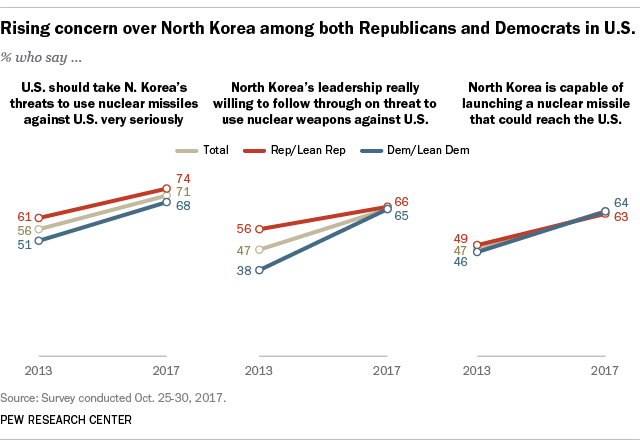 Rising concern over North Korea among both Republicans and Democrats in U.S.
% who say ...
U.S. should take N. Korea's
threats to use nuclear missiles
against U.S. very seriously
North Korea's leadership really
willing to follow through on threat to
use nuclear weapons against U.S.
North Korea is capable of
launching a nuclear missile
that could reach the U.S.
Total Rep/Lean Rep Dem/Lean Dem
61
56
51
74
71
68
2013 2017
56
47
38
66
65
2013 2017
49
47
46
64
63
2013 2017
Source: Survey conducted Oct. 25-30, 2017.
PEW RESEARCH CENTER